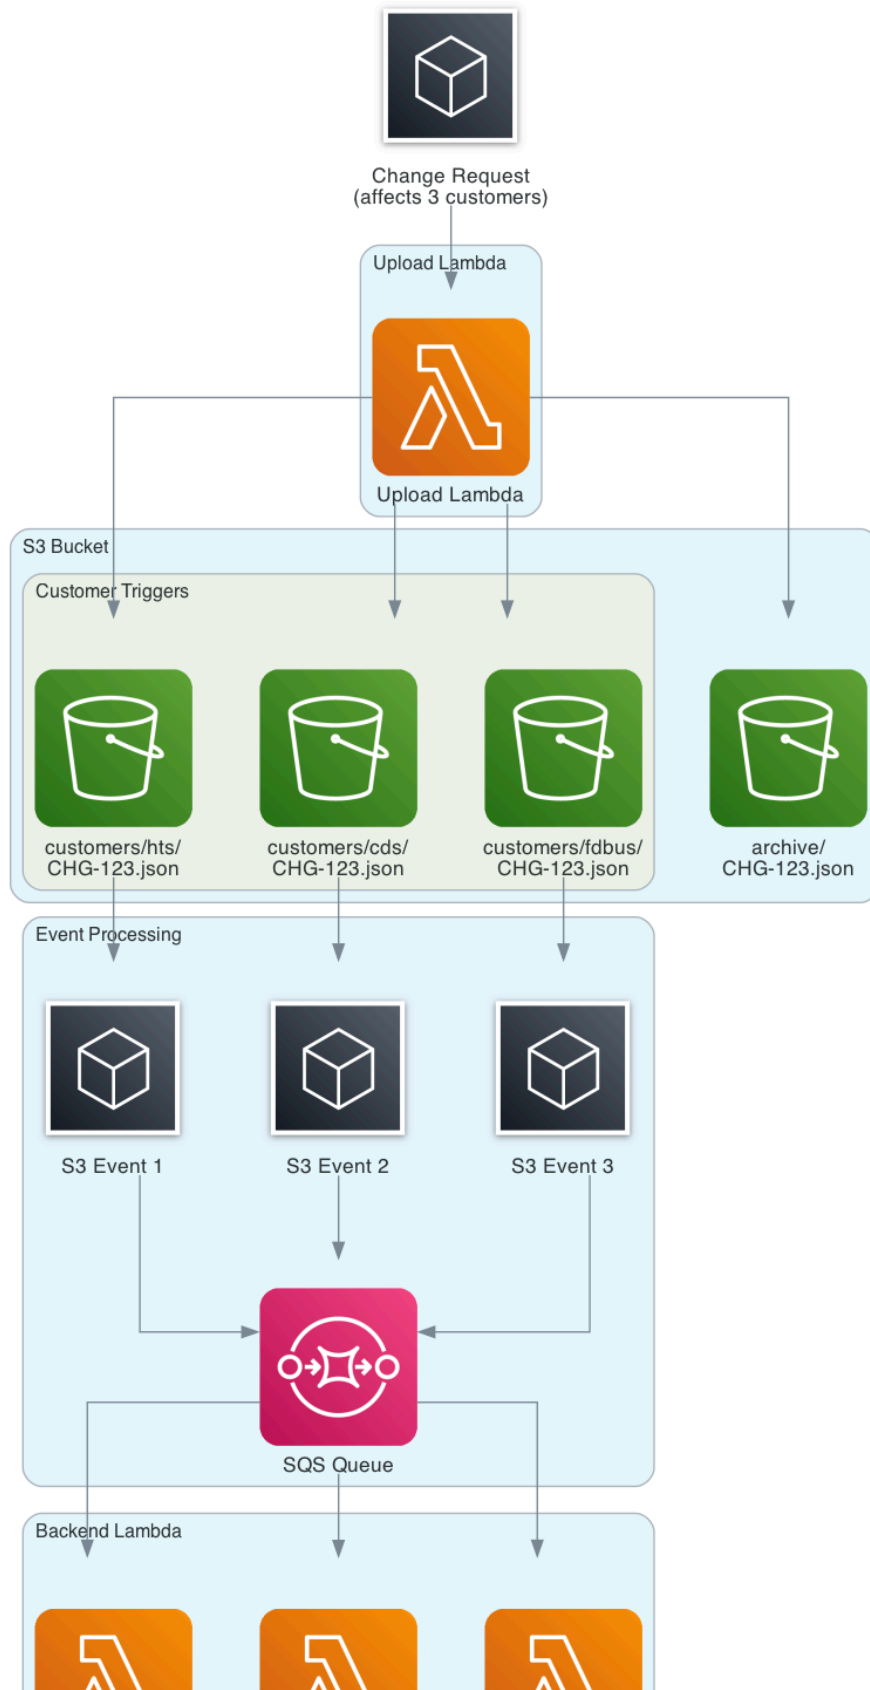 Change Request
(affects 3 customers)
Upload Lambda
Upload Lambda
S3 Bucket
Customer Triggers
customers/hts/
CHG-123.json
customers/cds/
CHG-123.json
customers/fdbus/
CHG-123.json
archive/
CHG-123.json
Event Processing
S3 Event 1
S3 Event 2
S3 Event 3
SQS Queue
Backend Lambda